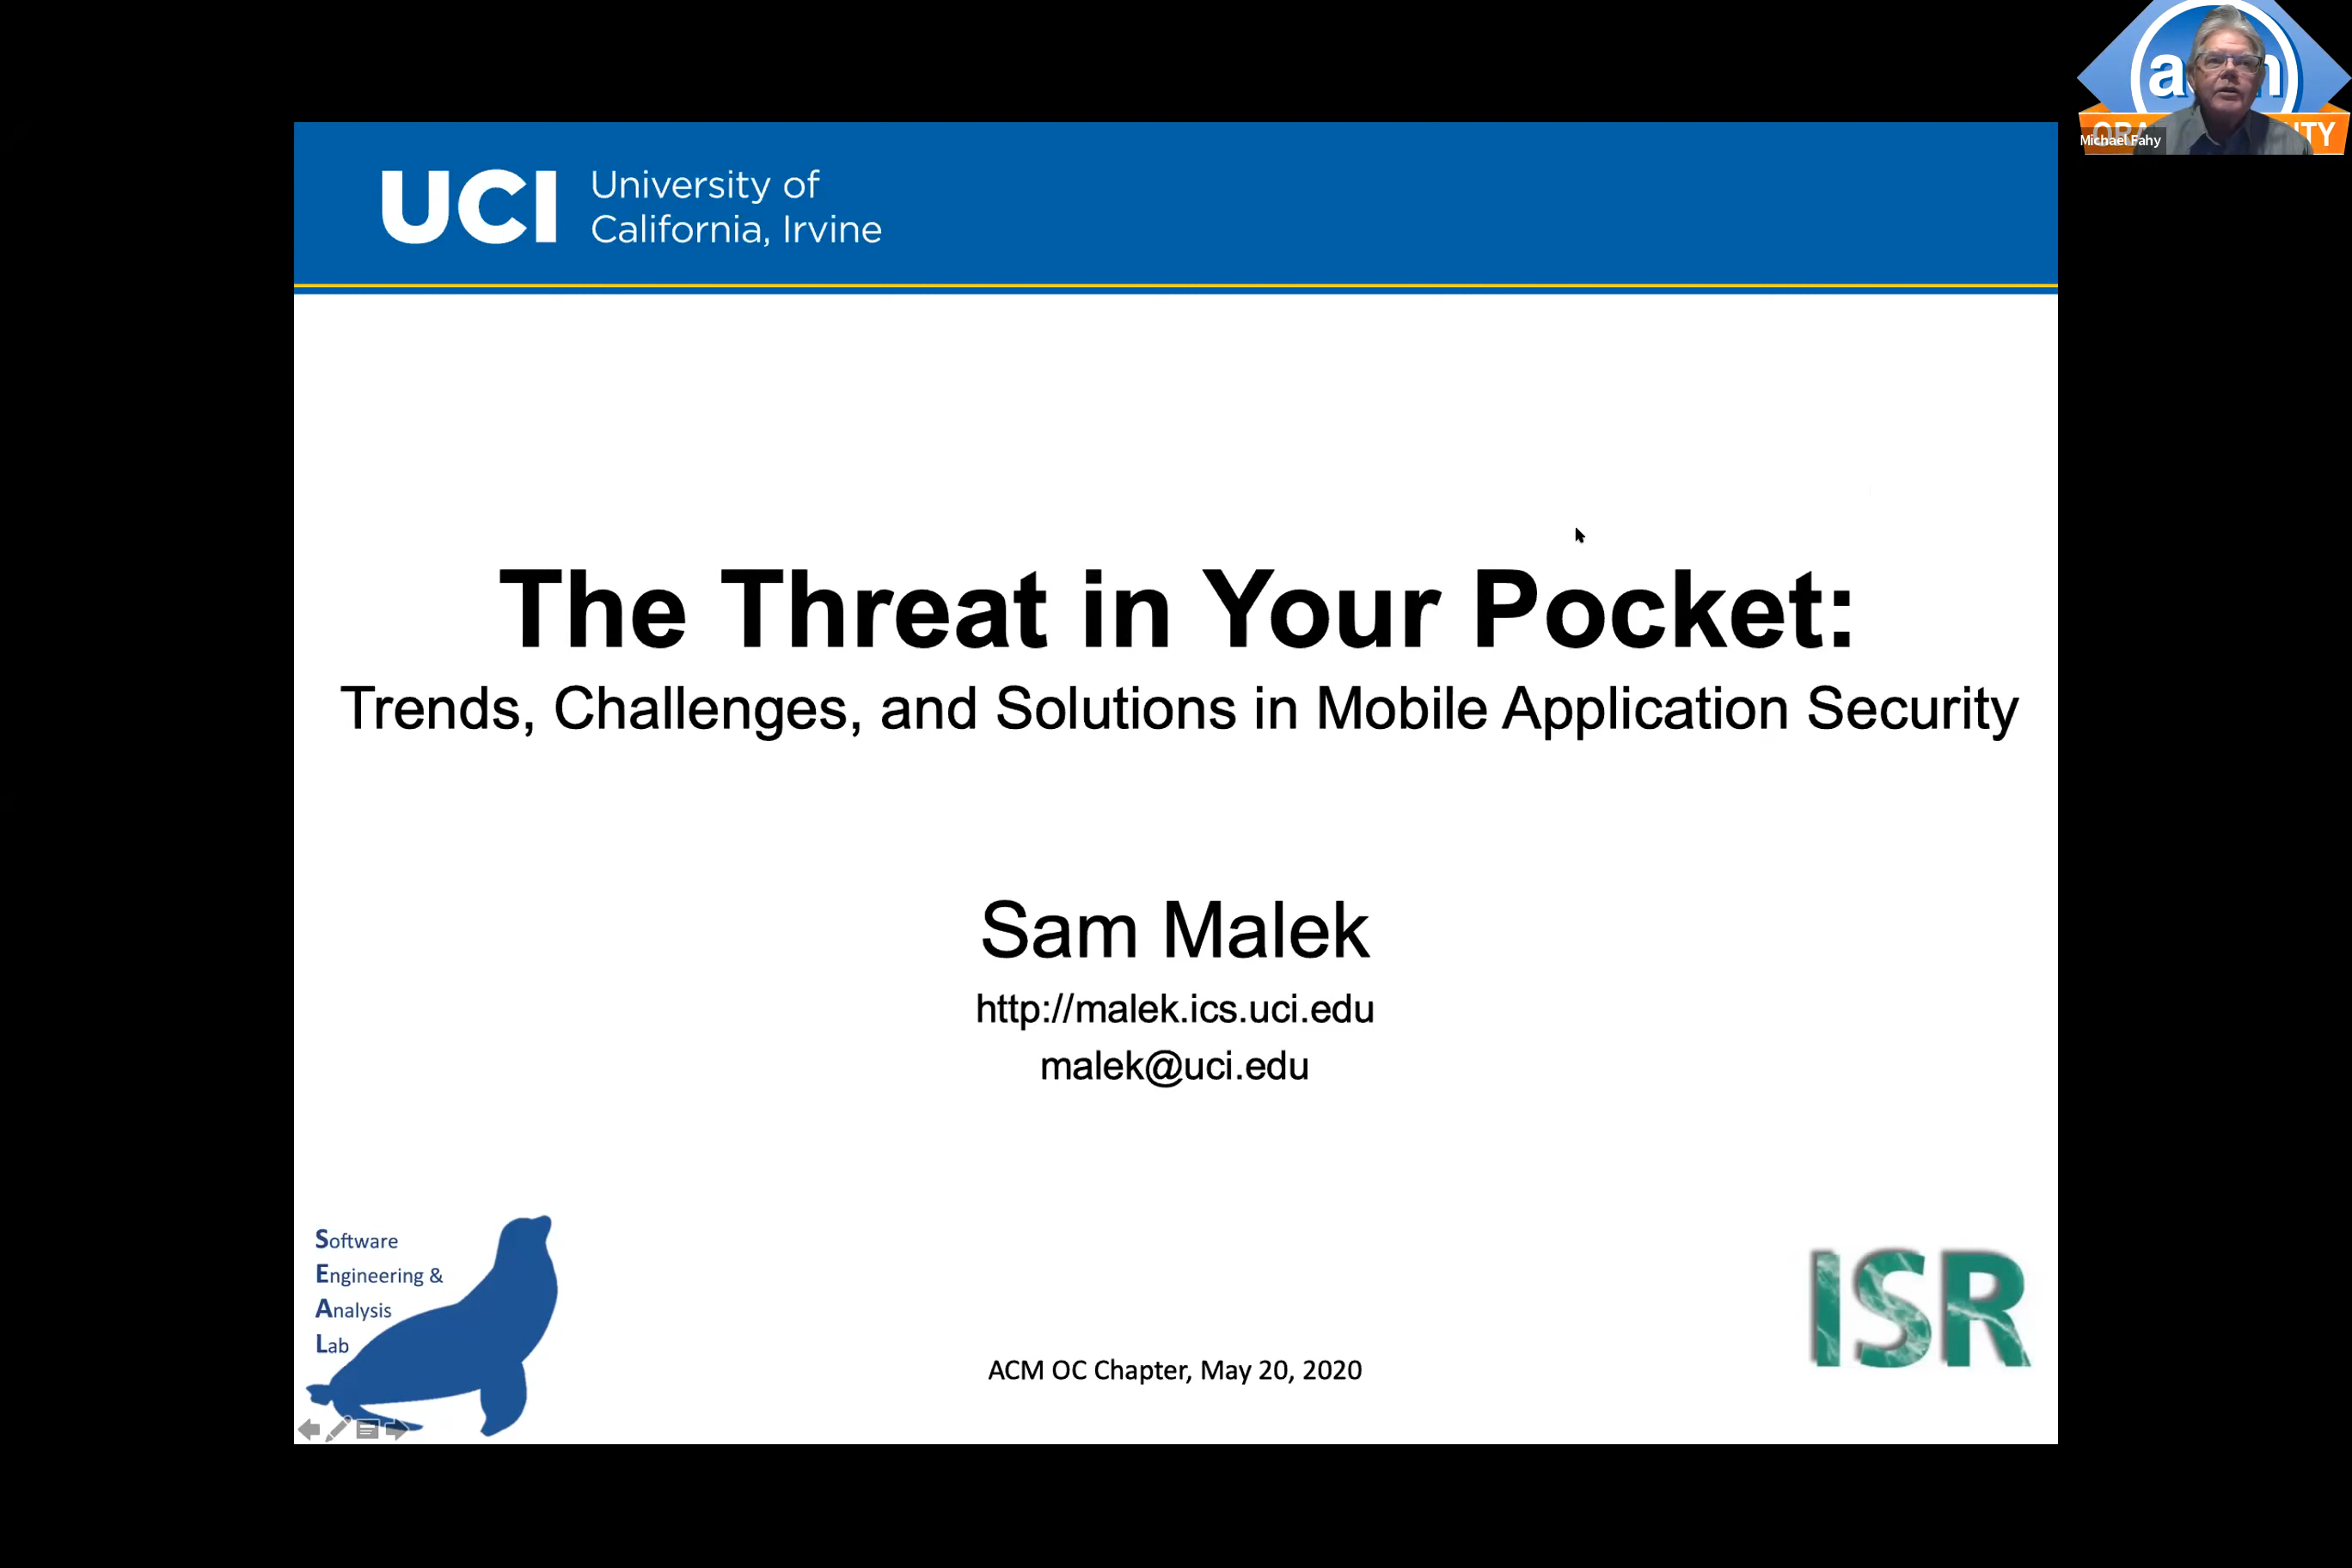 UCI
University of
California, Irvine
Michael Fahy
The Threat in Your Pocket:
Trends, Challenges, and Solutions in Mobile Application Security
Sam Malek
http://malek.ics.uci.edu
malek@uci.edu
Software
Engineering &
Analysis
Lab
ISR
ACM OC Chapter, May 20, 2020